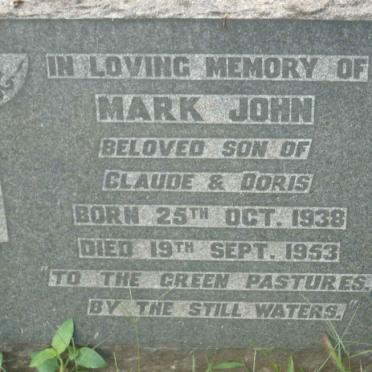 IN LOVING MEMORY OF
MARK JOHN
BELOVED SON OF
CLAUDE & DORIS
BORN 25TH OCT. 1938
DIED 19TH SEPT. 1953
"TO THE GREEN PASTURES,
BY THE STILL WATERS."